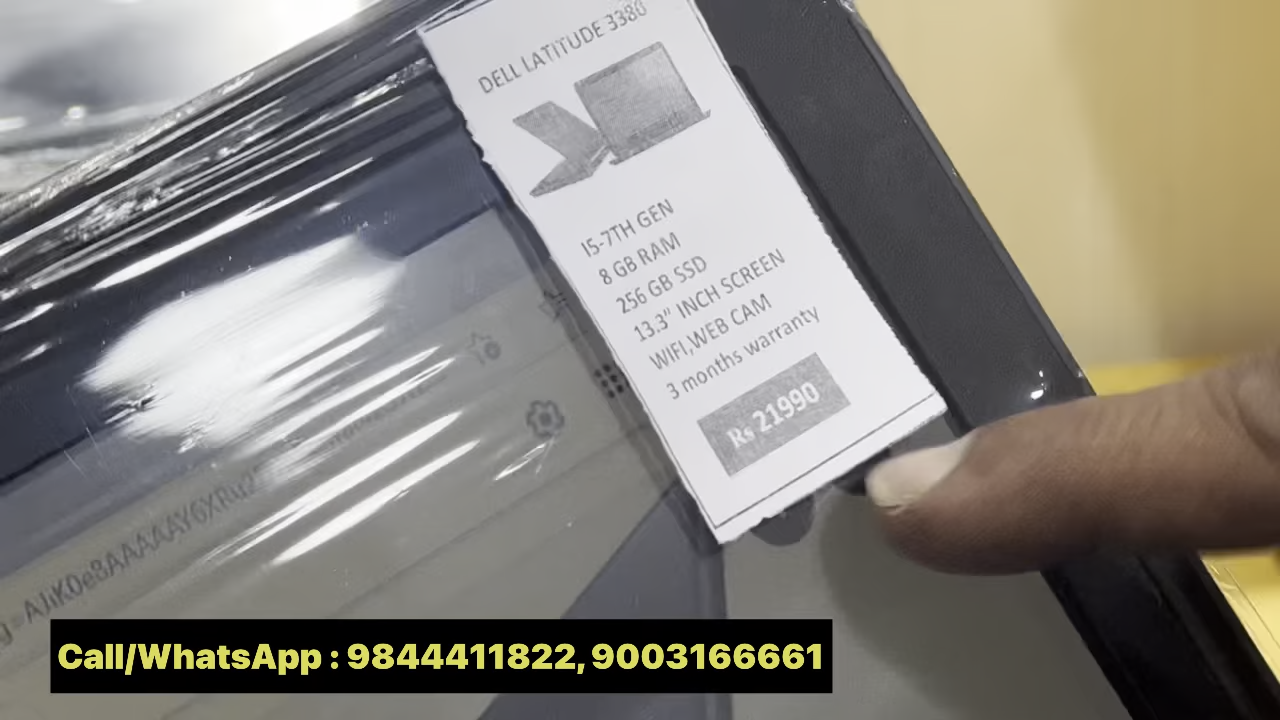 DELL LATITUDE 3380
I5-7TH GEN
8 GB RAM
256 GB SSD
13.3” INCH SCREEN
WIFI,WEB CAM
3 months warranty
Rs 21990
Call/WhatsApp : 9844411822, 9003166661